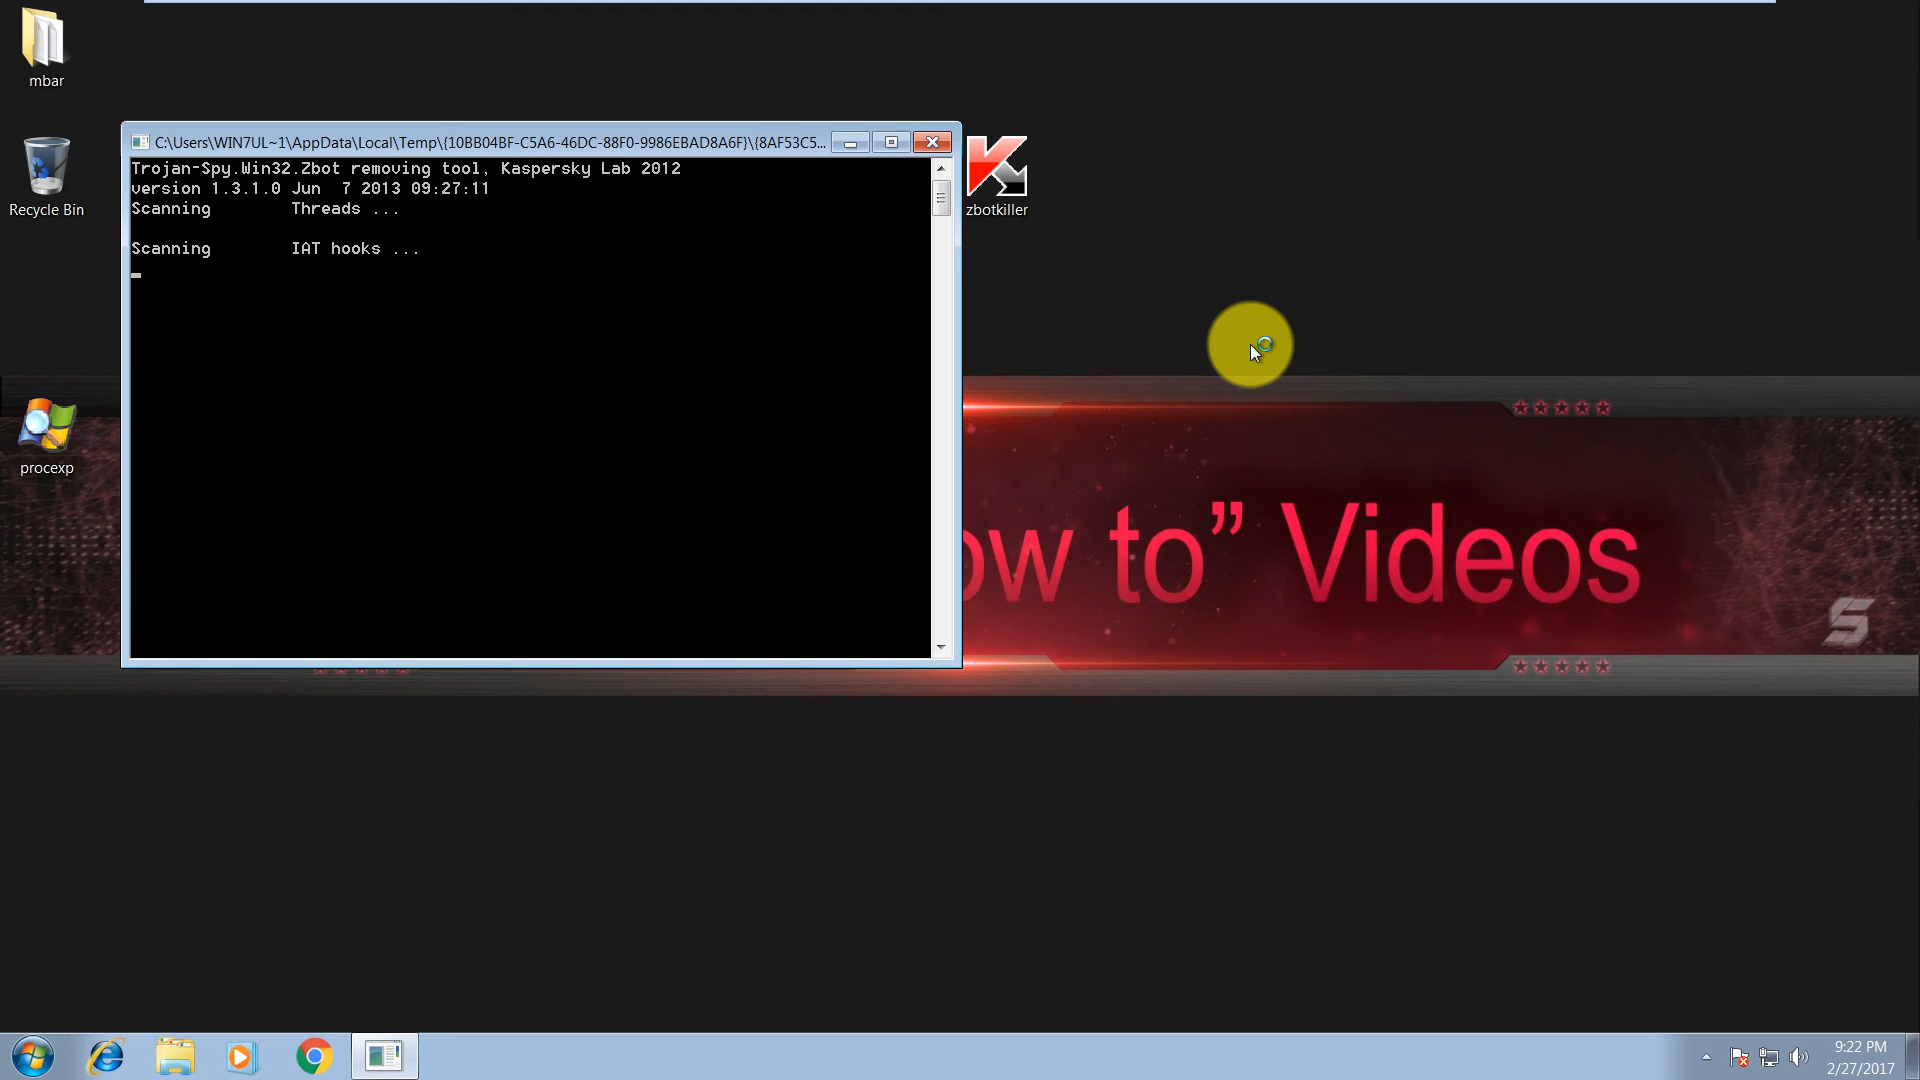 mbar
Recycle Bin
procexp
C:\Users\WIN7UL~1\AppData\Local\Temp\{10BB04BF-C5A6-46DC-88F0-9986EBAD8A6F}\{8AF53C5...
Trojan-Spy.Win32.Zbot removing tool, Kaspersky Lab 2012
version 1.3.1.0 Jun  7 2013 09:27:11
Scanning        Threads ...
Scanning        IAT hooks ...
zbotkiller
ow to” Videos
9:22 PM
2/27/2017